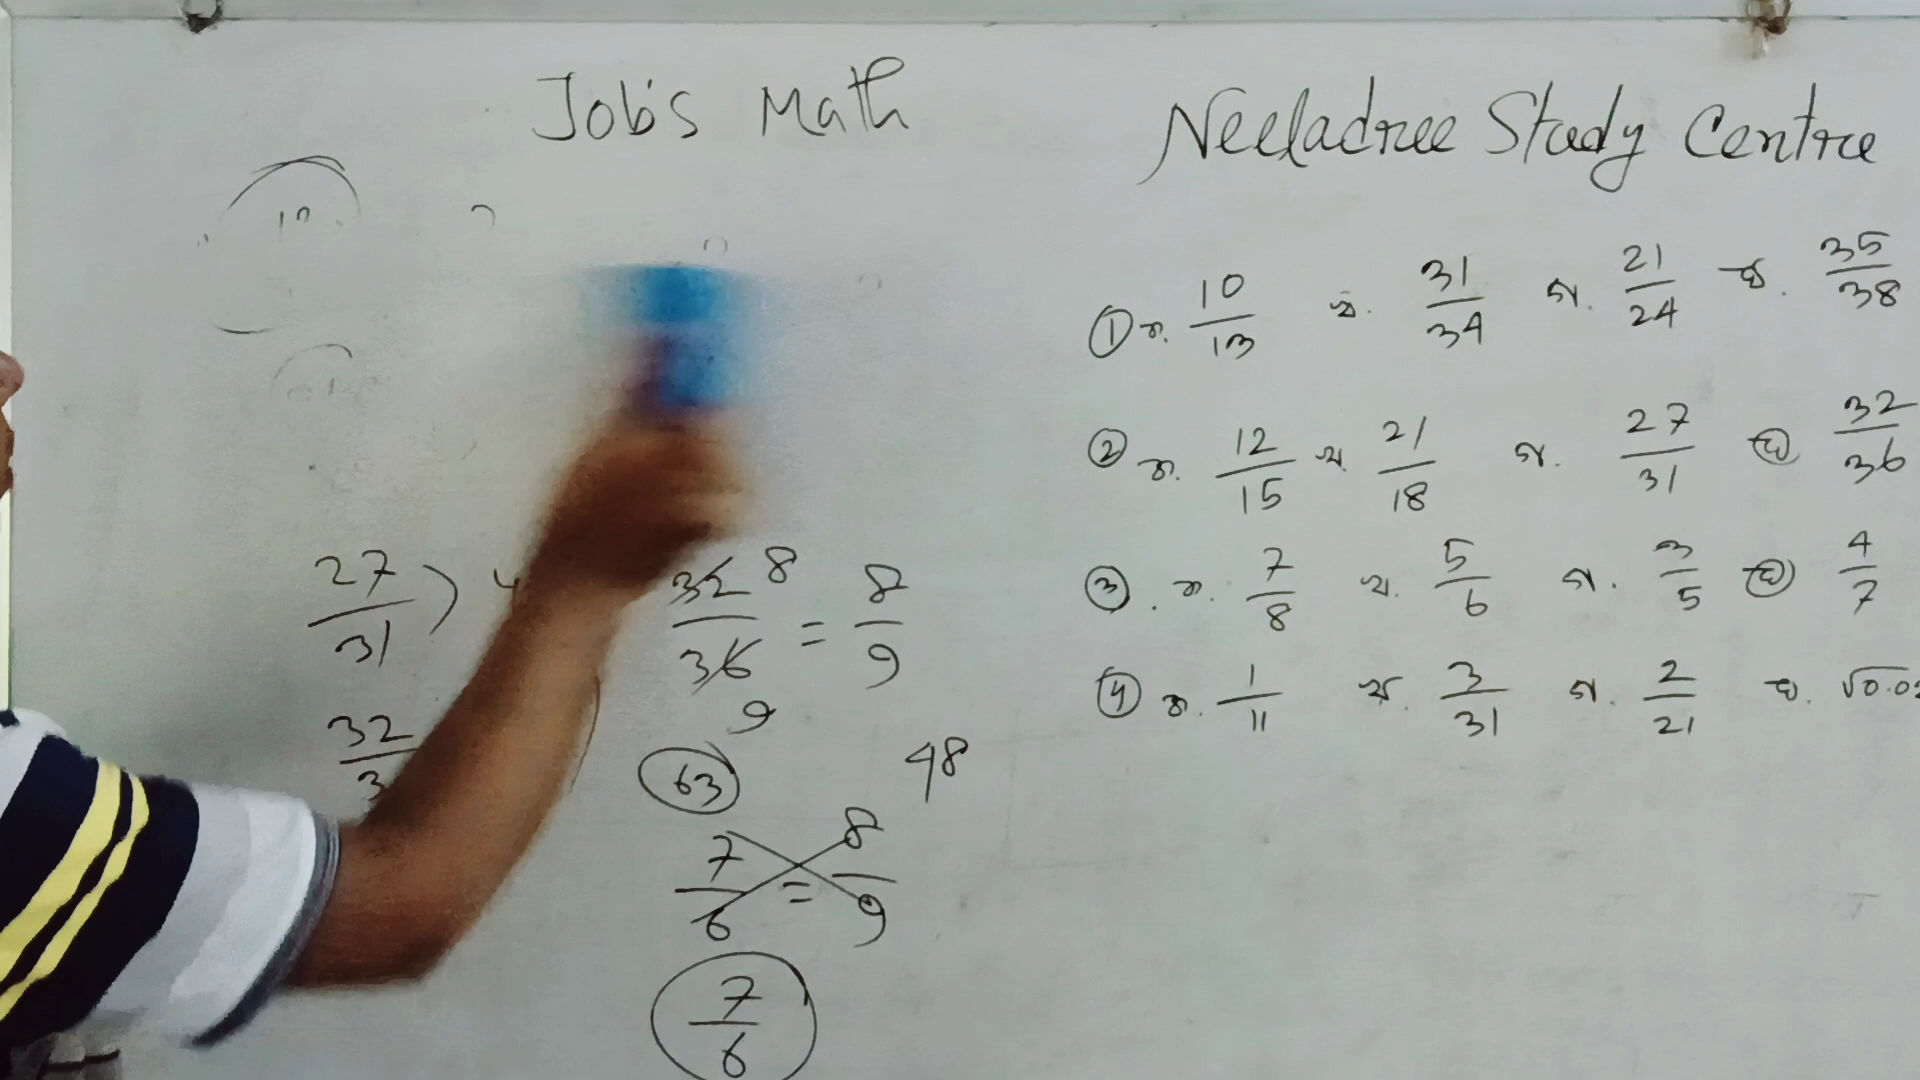 Job's Math
Neeladree Study Centre
① ক. 10/13 খ. 31/34 গ. 21/24 ঘ. 35/38
② ক. 12/15 খ. 21/18 গ. 27/31 ঘ 32/36
③. ক. 7/8 খ. 5/6 গ. 3/5 ঘ 4/7
④ ক. 1/11 খ. 3/31 গ. 2/21 ঘ. √0.0
27/31)
32 8
36 9
= 8/9
32/3
63 48
7/6 = 8/9
7/6